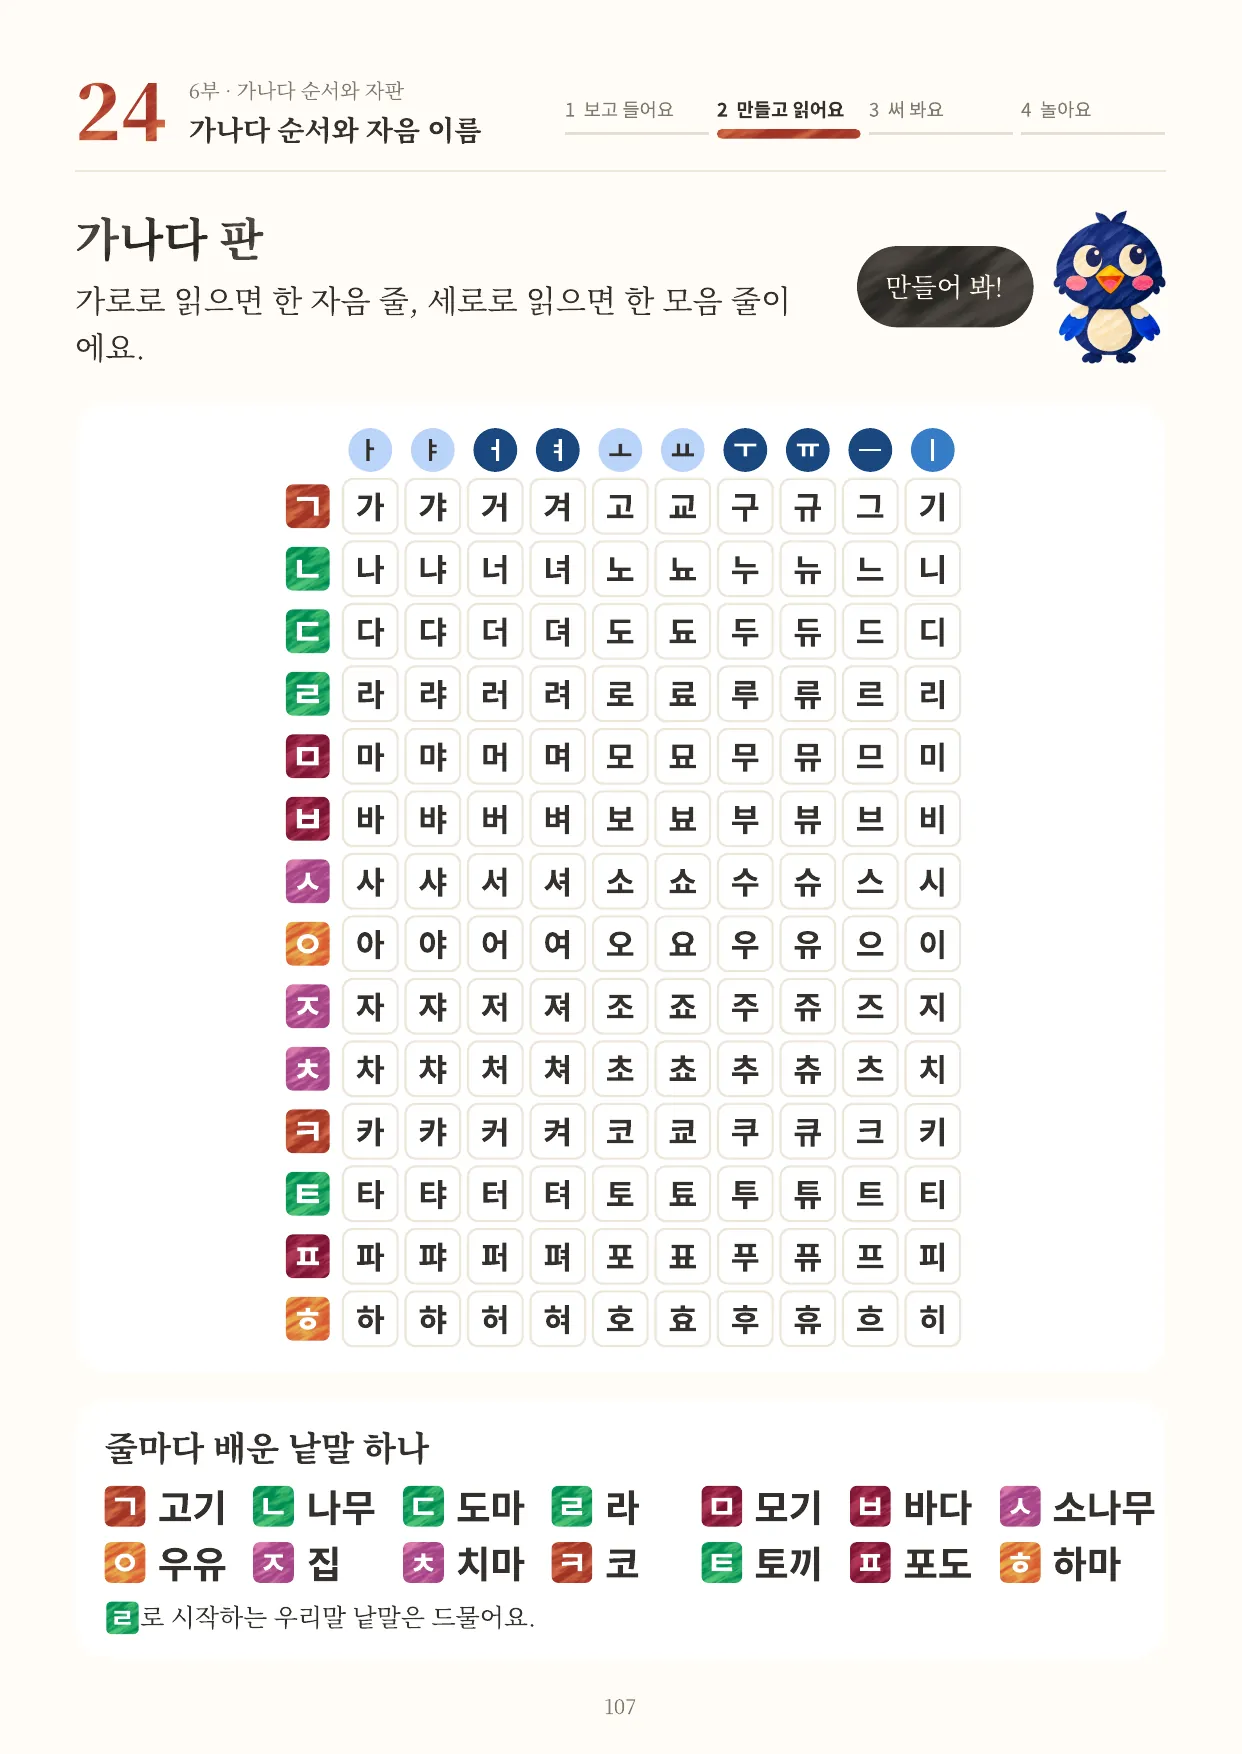 24
6부 · 가나다 순서와 자판
가나다 순서와 자음 이름
1 보고 들어요 2 만들고 읽어요 3 써 봐요 4 놀아요
가나다 판
가로로 읽으면 한 자음 줄, 세로로 읽으면 한 모음 줄이
에요.
만들어 봐!
ㅏ ㅑ ㅓ ㅕ ㅗ ㅛ ㅜ ㅠ ㅡ ㅣ
ㄱ 가 갸 거 겨 고 교 구 규 그 기
ㄴ 나 냐 너 녀 노 뇨 누 뉴 느 니
ㄷ 다 댜 더 뎌 도 됴 두 듀 드 디
ㄹ 라 랴 러 려 로 료 루 류 르 리
ㅁ 마 먀 머 며 모 묘 무 뮤 므 미
ㅂ 바 뱌 버 벼 보 뵤 부 뷰 브 비
ㅅ 사 샤 서 셔 소 쇼 수 슈 스 시
ㅇ 아 야 어 여 오 요 우 유 으 이
ㅈ 자 쟈 저 져 조 죠 주 쥬 즈 지
ㅊ 차 챠 처 쳐 초 쵸 추 츄 츠 치
ㅋ 카 캬 커 켜 코 쿄 쿠 큐 크 키
ㅌ 타 탸 터 텨 토 툐 투 튜 트 티
ㅍ 파 퍄 퍼 펴 포 표 푸 퓨 프 피
ㅎ 하 햐 허 혀 호 효 후 휴 흐 히
줄마다 배운 낱말 하나
ㄱ 고기 ㄴ 나무 ㄷ 도마 ㄹ 라 ㅁ 모기 ㅂ 바다 ㅅ 소나무
ㅇ 우유 ㅈ 집 ㅊ 치마 ㅋ 코 ㅌ 토끼 ㅍ 포도 ㅎ 하마
ㄹ로 시작하는 우리말 낱말은 드물어요.
107